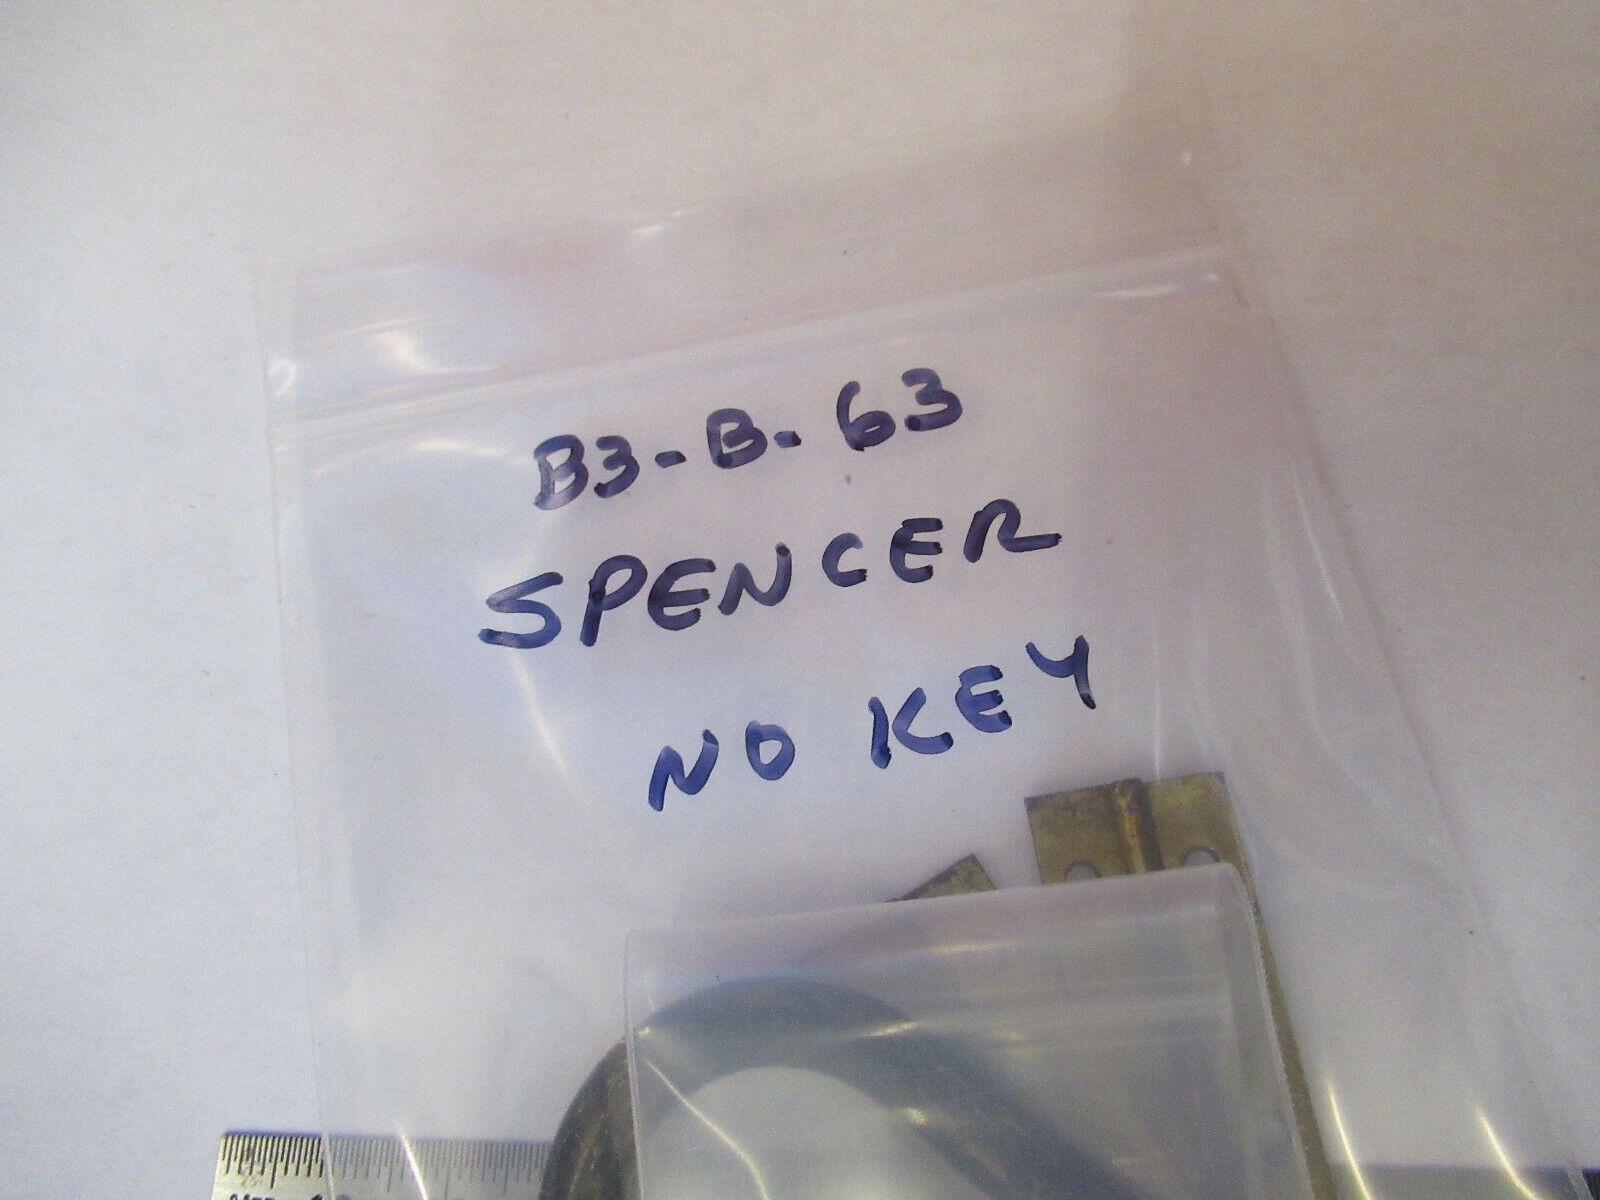 B3-B-63
SPENCER
NO KEY